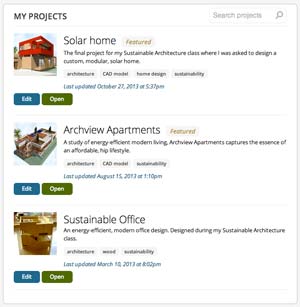 MY PROJECTS
Search projects
Solar home Featured
The final project for my Sustainable Architecture class where I was asked to design a
custom, modular, solar home.
architecture CAD model home design sustainability
Last updated October 27, 2013 at 5:37pm
Edit Open
Archview Apartments Featured
A study of energy-efficient modern living, Archview Apartments captures the essence of
an affordable, hip lifestyle.
architecture CAD model sustainability
Last updated August 15, 2013 at 1:10pm
Edit Open
Sustainable Office
An energy-efficient, modern office design. Designed during my Sustainable Architecture
class.
architecture wood sustainability
Last updated March 10, 2013 at 8:02pm
Edit Open